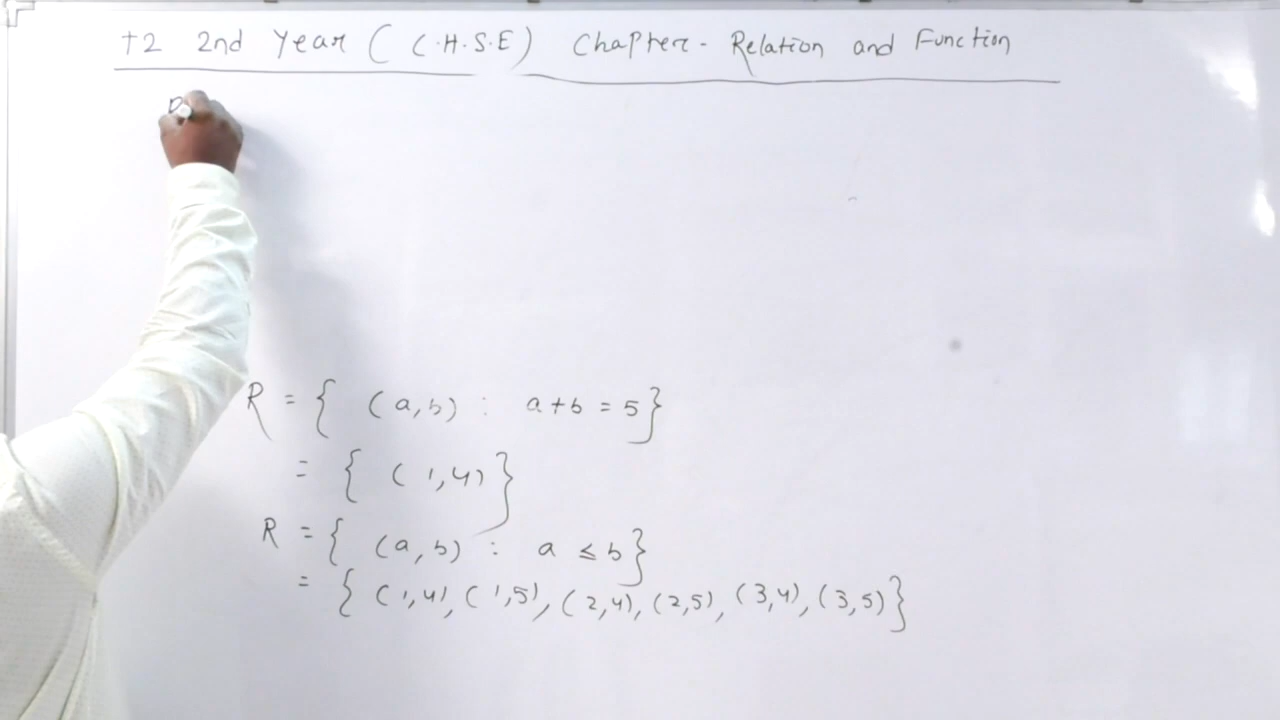 +2 2nd Year ( C.H.S.E) Chapter - Relation and Function
R = { (a,b) : a+b = 5}
= { (1,4) }
R = { (a,b) : a ≤ b}
= { (1,4), (1,5), (2,4), (2,5), (3,4), (3,5)}